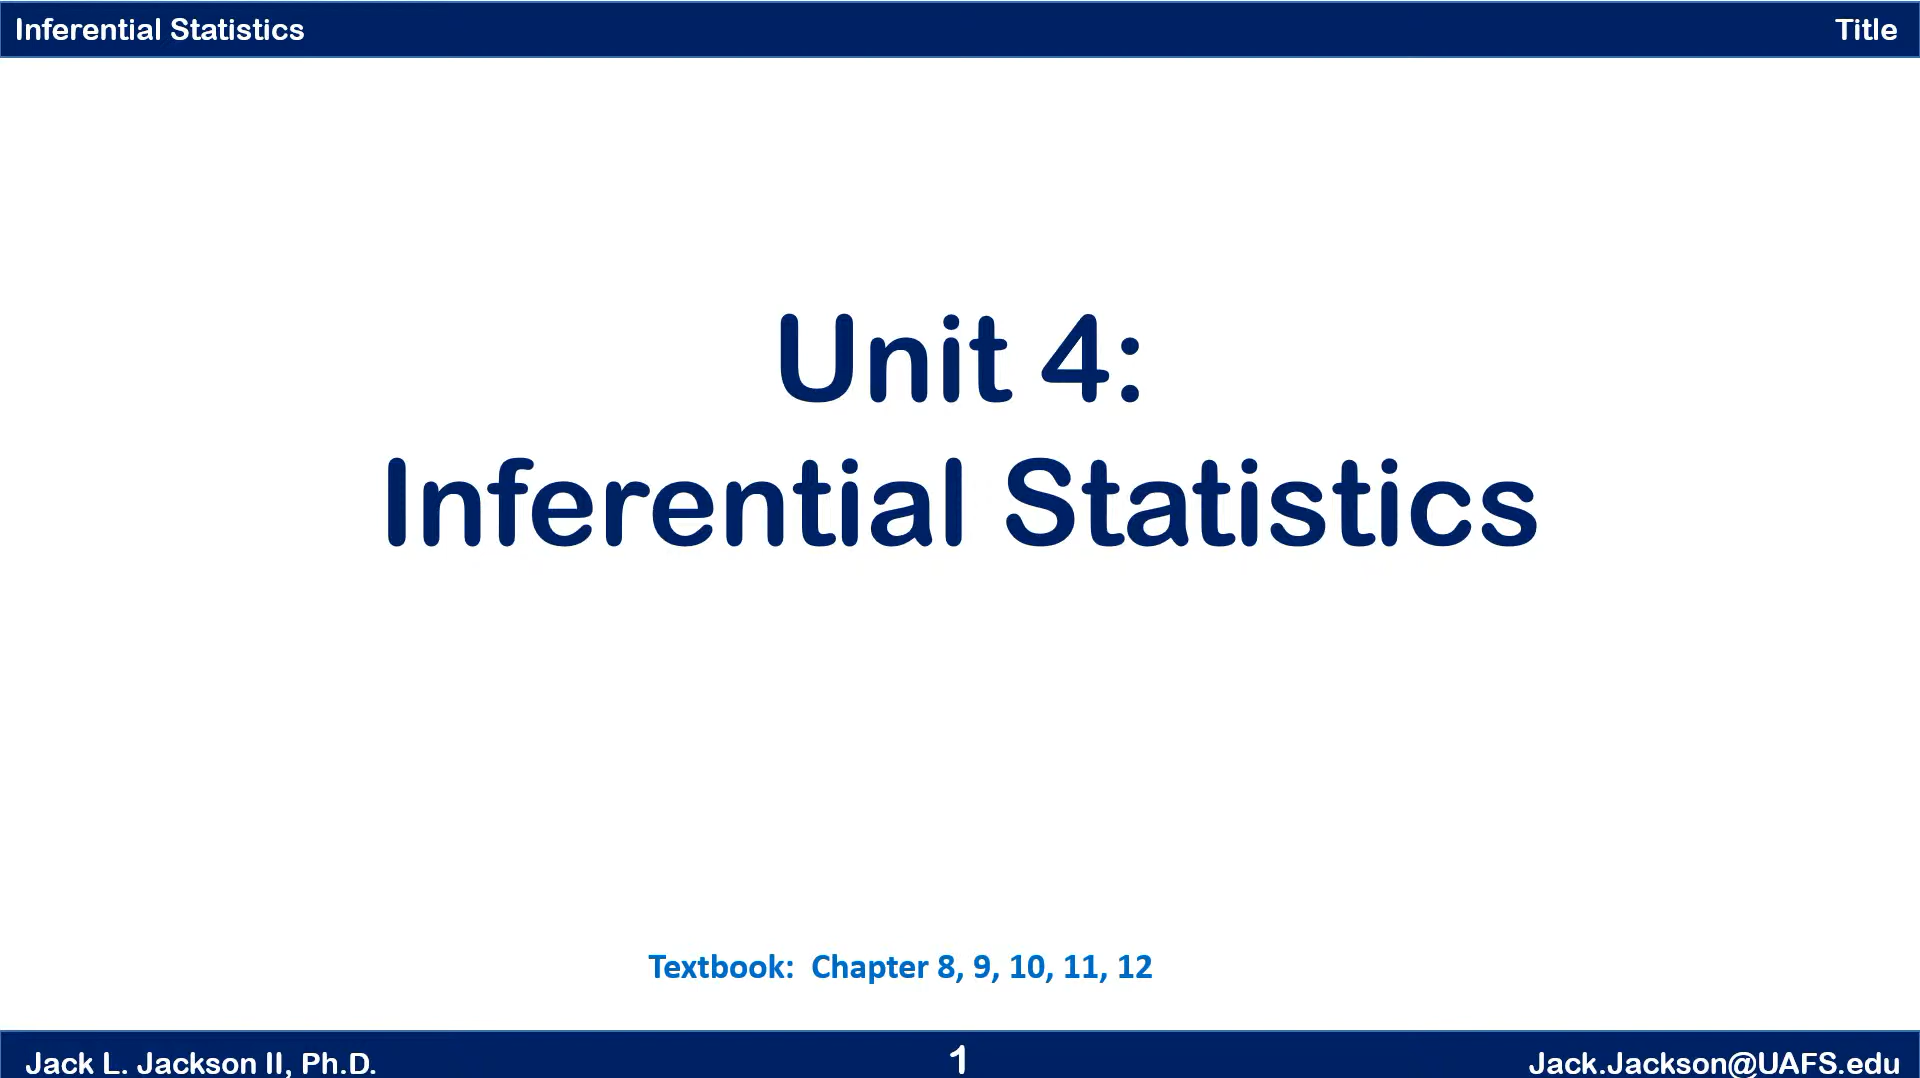 Inferential Statistics
Title
Unit 4:
Inferential Statistics
Textbook:  Chapter 8, 9, 10, 11, 12
Jack L. Jackson II, Ph.D.
1
Jack.Jackson@UAFS.edu